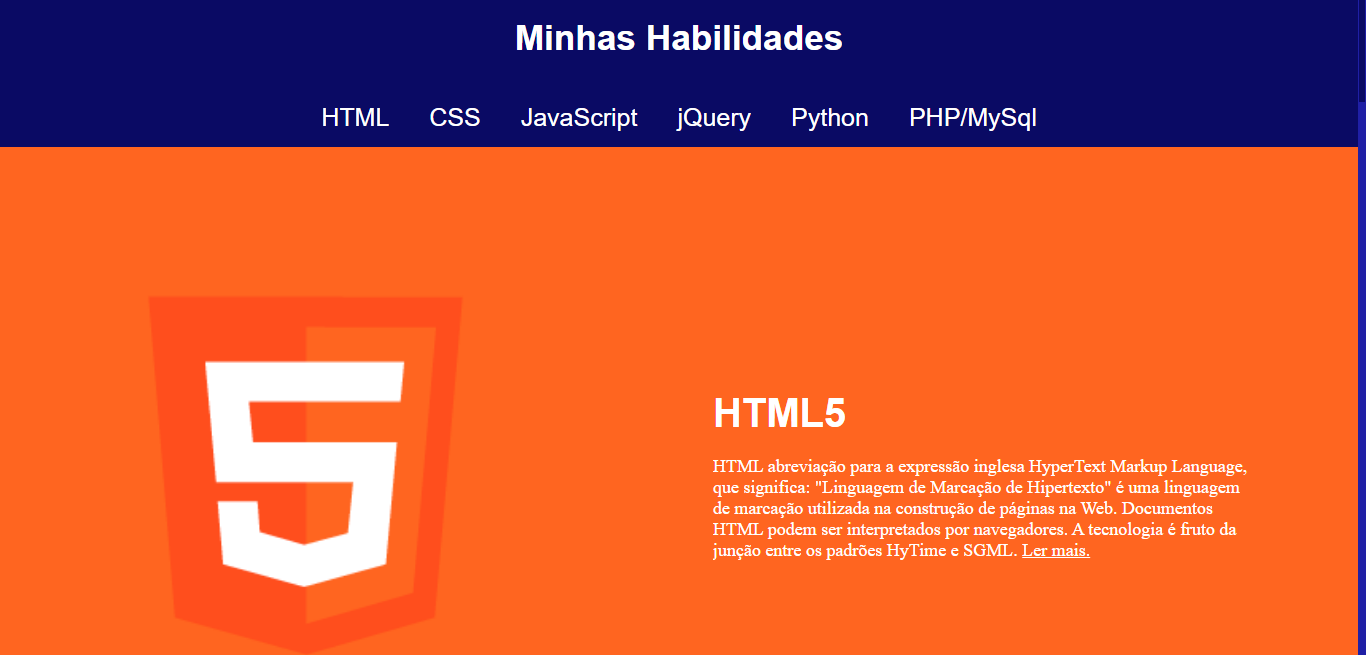 Minhas Habilidades
HTML CSS JavaScript jQuery Python PHP/MySql
5
HTML5
HTML abreviação para a expressão inglesa HyperText Markup Language,
que significa: "Linguagem de Marcação de Hipertexto" é uma linguagem
de marcação utilizada na construção de páginas na Web. Documentos
HTML podem ser interpretados por navegadores. A tecnologia é fruto da
junção entre os padrões HyTime e SGML. Ler mais.